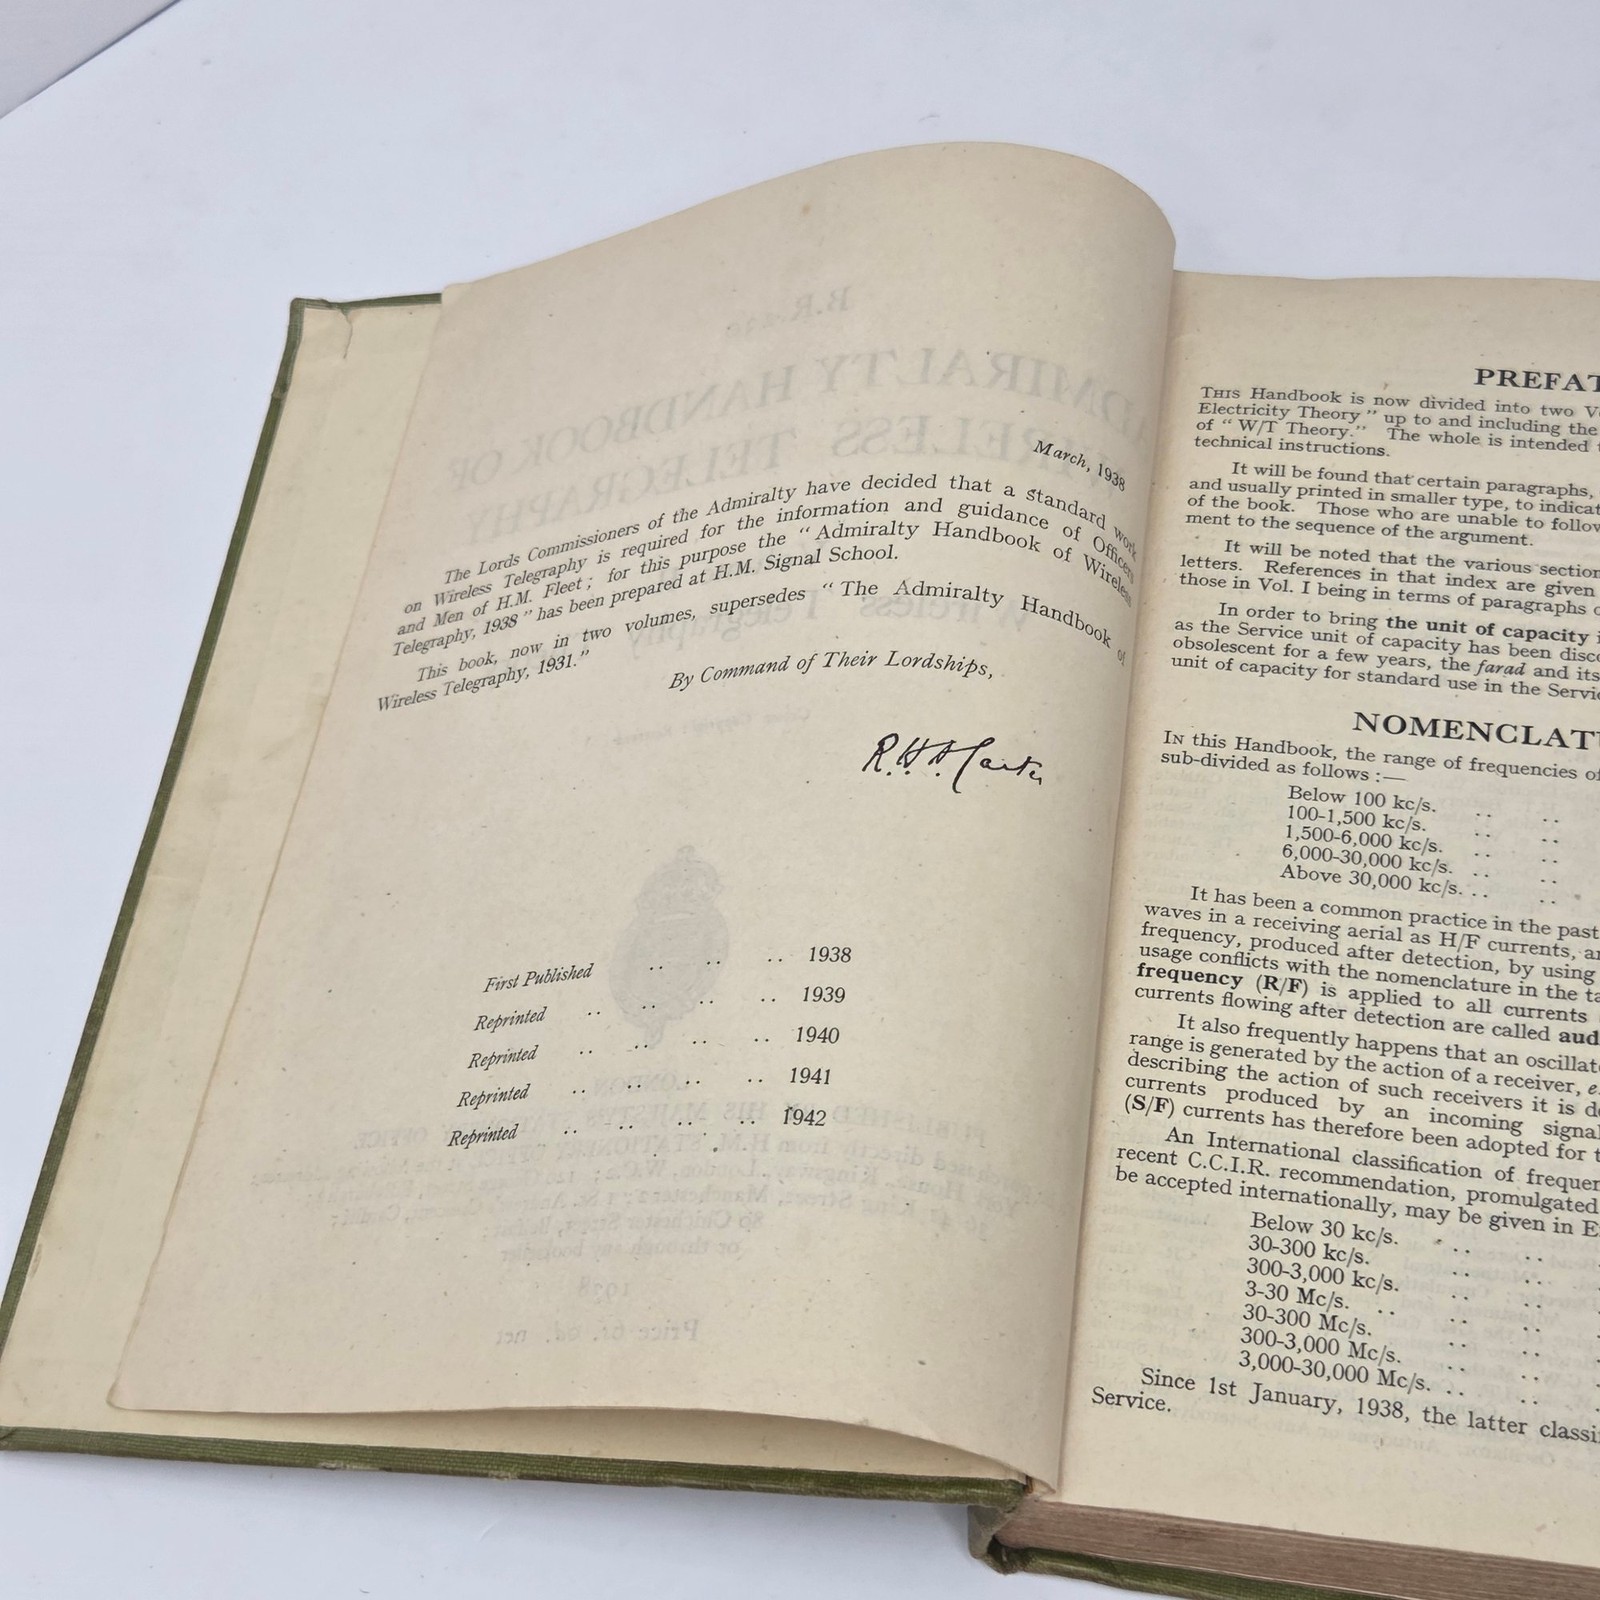 March, 1938
The Lords Commissioners of the Admiralty have decided that a standard work
on Wireless Telegraphy is required for the information and guidance of Officers
and Men of H.M. Fleet; for this purpose the "Admiralty Handbook of Wireless
Telegraphy, 1938" has been prepared at H.M. Signal School.
This book, now in two volumes, supersedes "The Admiralty Handbook of
Wireless Telegraphy, 1931."
By Command of Their Lordships,
R.H.A. Carter
First Published .. .. .. 1938
Reprinted .. .. .. .. 1939
Reprinted .. .. .. .. 1940
Reprinted .. .. .. .. 1941
Reprinted .. .. .. .. 1942
PREFAT
THIS Handbook is now divided into two V
Electricity Theory" up to and including the
of "W/T Theory." The whole is intended
technical instructions.
It will be found that certain paragraphs,
and usually printed in smaller type, to indicat
of the book. Those who are unable to follow
ment to the sequence of the argument.
It will be noted that the various section
letters. References in that index are given
those in Vol. I being in terms of paragraphs
In order to bring the unit of capacity
as the Service unit of capacity has been disc
obsolescent for a few years, the farad and its
unit of capacity for standard use in the Servic
NOMENCLAT
IN this Handbook, the range of frequencies of
sub-divided as follows :—
Below 100 kc/s. .. ..
100-1,500 kc/s. .. ..
1,500-6,000 kc/s. .. ..
6,000-30,000 kc/s. .. ..
Above 30,000 kc/s. .. ..
It has been a common practice in the past
waves in a receiving aerial as H/F currents, a
frequency, produced after detection, by using
usage conflicts with the nomenclature in the ta
frequency (R/F) is applied to all currents
currents flowing after detection are called aud
It also frequently happens that an oscillat
range is generated by the action of a receiver, e.
describing the action of such receivers it is d
currents produced by an incoming signal
(S/F) currents has therefore been adopted for t
An International classification of frequen
recent C.C.I.R. recommendation, promulgated
be accepted internationally, may be given in E
Below 30 kc/s. .. ..
30-300 kc/s. .. ..
300-3,000 kc/s. .. ..
3-30 Mc/s. .. .. ..
30-300 Mc/s. .. ..
300-3,000 Mc/s. .. ..
3,000-30,000 Mc/s. .. ..
Since 1st January, 1938, the latter classi
Service.